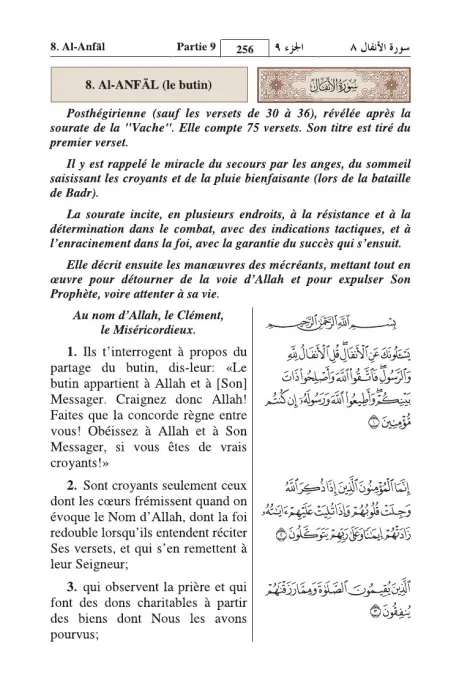 8. Al-Anfāl Partie 9 256 الجزء ٩ سورة الأنفال ٨
8. Al-ANFĀL (le butin)
سُورَةُ الأَنفَالِ
Posthégirienne (sauf les versets de 30 à 36), révélée après la
sourate de la "Vache". Elle compte 75 versets. Son titre est tiré du
premier verset.
Il y est rappelé le miracle du secours par les anges, du sommeil
saisissant les croyants et de la pluie bienfaisante (lors de la bataille
de Badr).
La sourate incite, en plusieurs endroits, à la résistance et à la
détermination dans le combat, avec des indications tactiques, et à
l’enracinement dans la foi, avec la garantie du succès qui s’ensuit.
Elle décrit ensuite les manœuvres des mécréants, mettant tout en
œuvre pour détourner de la voie d’Allah et pour expulser Son
Prophète, voire attenter à sa vie.
Au nom d’Allah, le Clément,
le Miséricordieux.
1. Ils t’interrogent à propos du
partage du butin, dis-leur: «Le
butin appartient à Allah et à [Son]
Messager. Craignez donc Allah!
Faites que la concorde règne entre
vous! Obéissez à Allah et à Son
Messager, si vous êtes de vrais
croyants!»
2. Sont croyants seulement ceux
dont les cœurs frémissent quand on
évoque le Nom d’Allah, dont la foi
redouble lorsqu’ils entendent réciter
Ses versets, et qui s’en remettent à
leur Seigneur;
3. qui observent la prière et qui
font des dons charitables à partir
des biens dont Nous les avons
pourvus;
بِسْمِ ٱللَّهِ ٱلرَّحْمَٰنِ ٱلرَّحِيمِ
يَسْـَٔلُونَكَ عَنِ ٱلْأَنفَالِ ۖ قُلِ ٱلْأَنفَالُ لِلَّهِ
وَٱلرَّسُولِ ۖ فَٱتَّقُوا۟ ٱللَّهَ وَأَصْلِحُوا۟ ذَاتَ
بَيْنِكُمْ ۖ وَأَطِيعُوا۟ ٱللَّهَ وَرَسُولَهُۥٓ إِن كُنتُم
مُّؤْمِنِينَ ١
إِنَّمَا ٱلْمُؤْمِنُونَ ٱلَّذِينَ إِذَا ذُكِرَ ٱللَّهُ
وَجِلَتْ قُلُوبُهُمْ وَإِذَا تُلِيَتْ عَلَيْهِمْ ءَايَٰتُهُۥ
زَادَتْهُمْ إِيمَٰنًا وَعَلَىٰ رَبِّهِمْ يَتَوَكَّلُونَ ٢
ٱلَّذِينَ يُقِيمُونَ ٱلصَّلَوٰةَ وَمِمَّا رَزَقْنَٰهُمْ
يُنفِقُونَ ٣